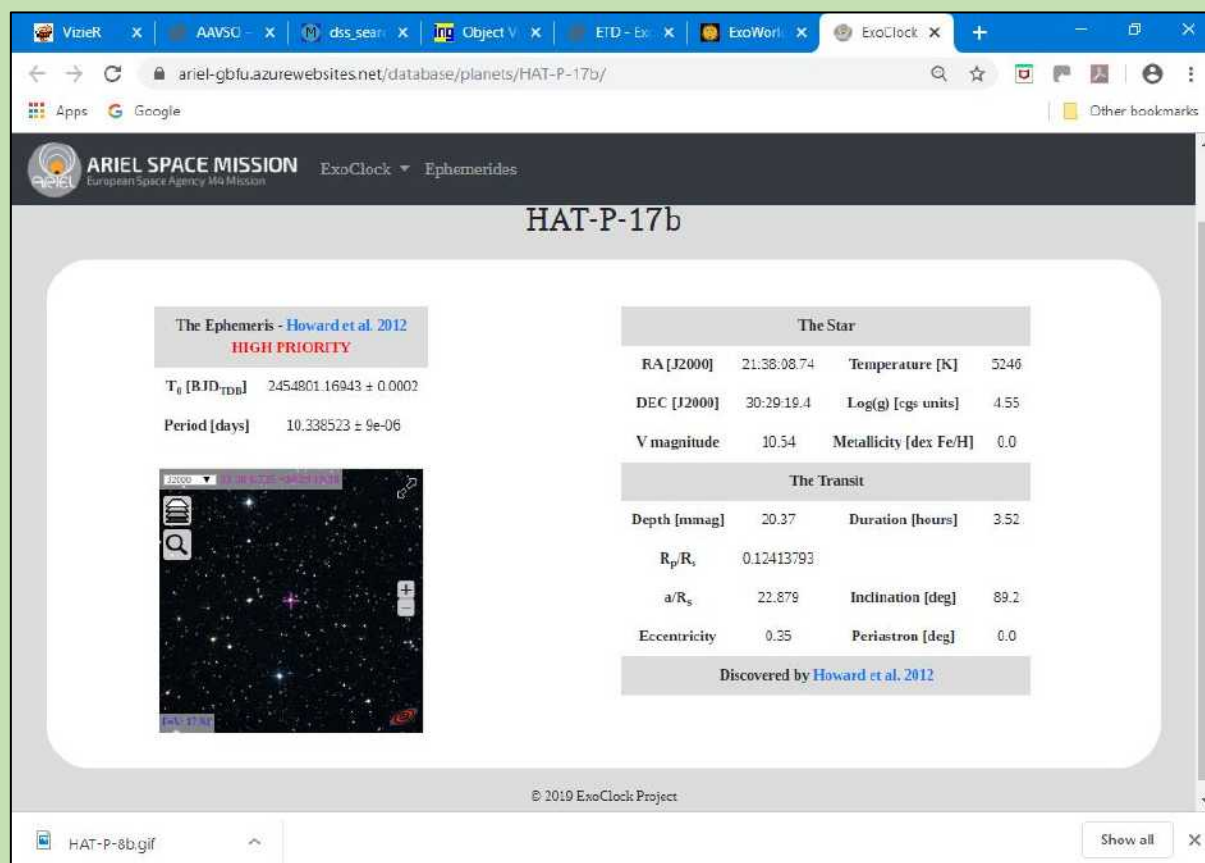 VizieR
AAVSO -
dss_sear
ing Object V
ETD - Ex
ExoWorl
ExoClock
ariel-gbfu.azurewebsites.net/database/planets/HAT-P-17b/
Apps Google
Other bookmarks
ARIEL SPACE MISSION
European Space Agency M4 Mission
ARIEL
ExoClock Ephemerides
HAT-P-17b
The Ephemeris - Howard et al. 2012
HIGH PRIORITY
T0 [BJDTDB] 2454801.16943 ± 0.0002
Period [days] 10.338523 ± 9e-06
J2000
The Star
RA [J2000] 21:38:08.74 Temperature [K] 5246
DEC [J2000] 30:29:19.4 Log(g) [cgs units] 4.55
V magnitude 10.54 Metallicity [dex Fe/H] 0.0
The Transit
Depth [mmag] 20.37 Duration [hours] 3.52
Rp/Rs 0.12413793
a/Rs 22.879 Inclination [deg] 89.2
Eccentricity 0.35 Periastron [deg] 0.0
Discovered by Howard et al. 2012
© 2019 ExoClock Project
HAT-P-8b.gif
Show all